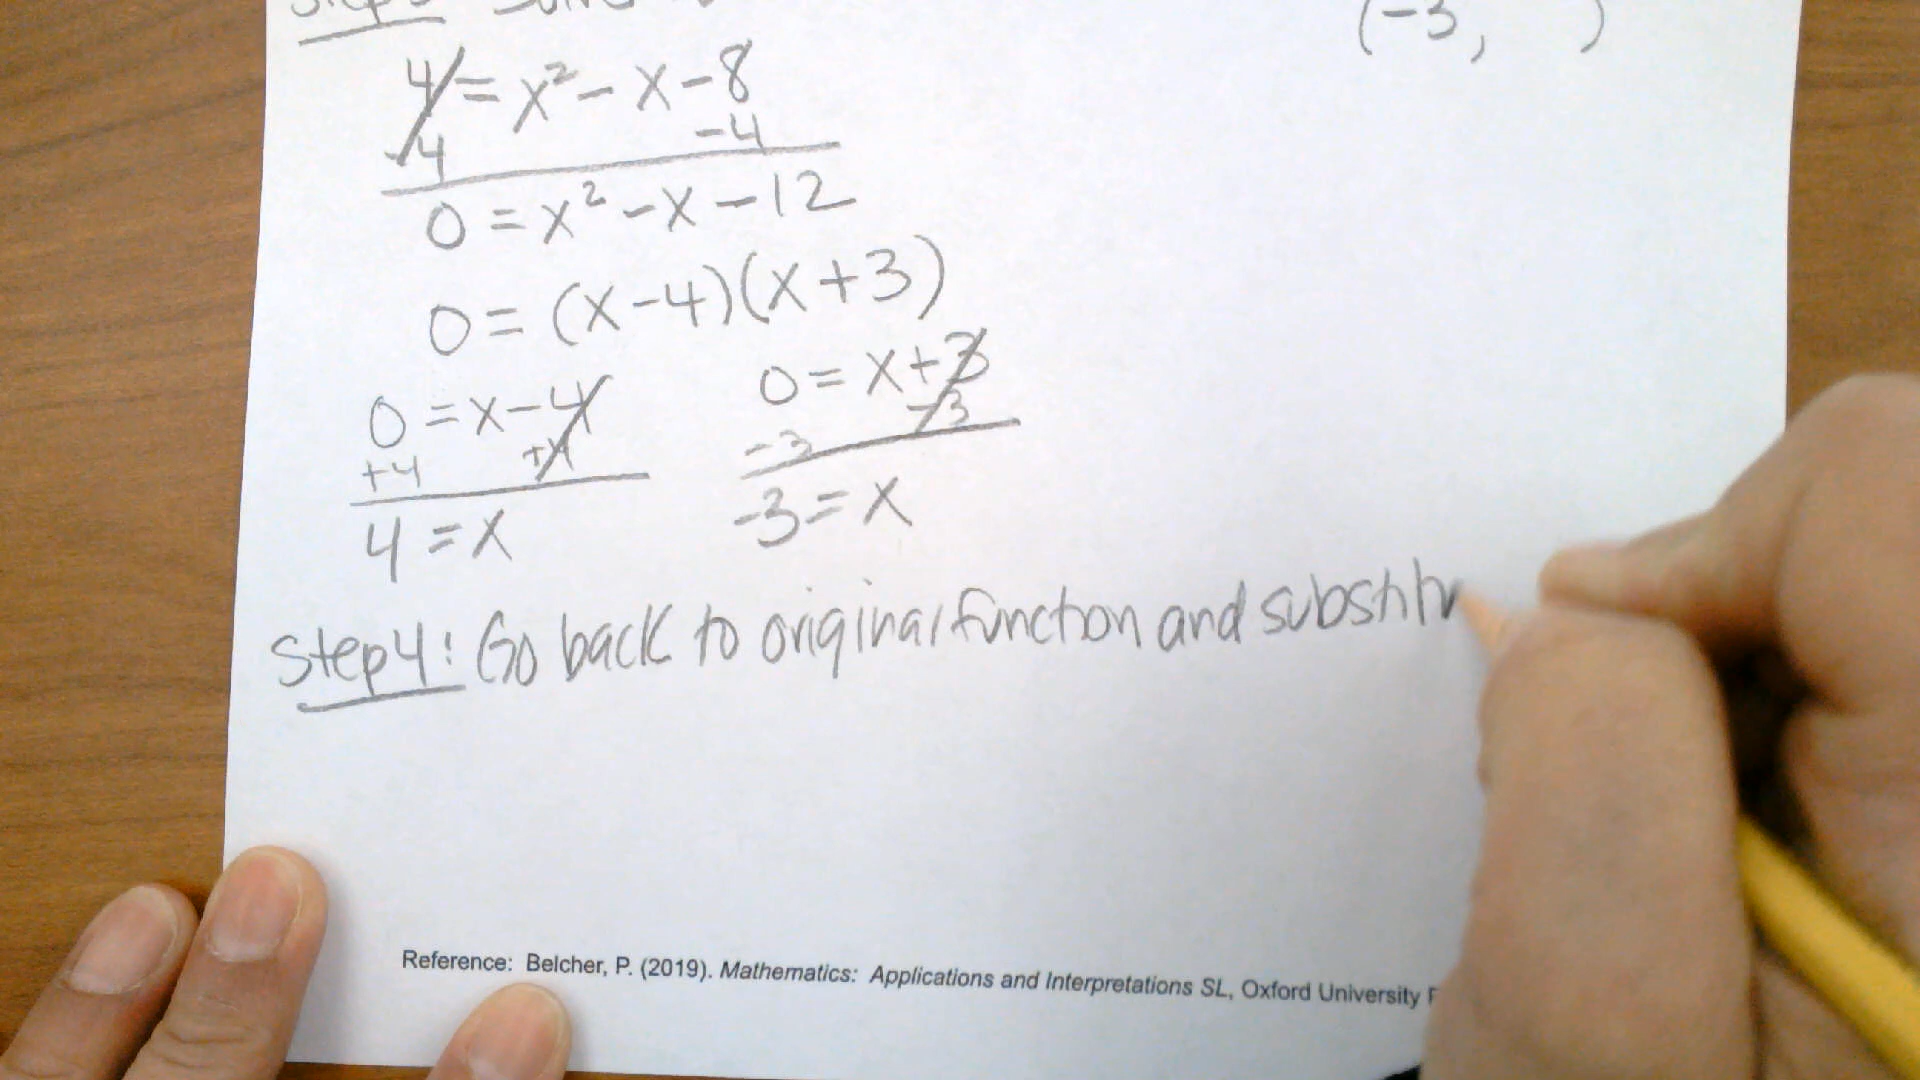 (-3, )
4 = x² - x - 8
-4 -4
0 = x² - x - 12
0 = (x-4)(x+3)
0 = x-4 0 = x+3
+4 +4 -3 -3
4 = x -3 = x
Step 4: Go back to original function and
Reference: Belcher, P. (2019). Mathematics: Applications and Interpretations SL, Oxford University